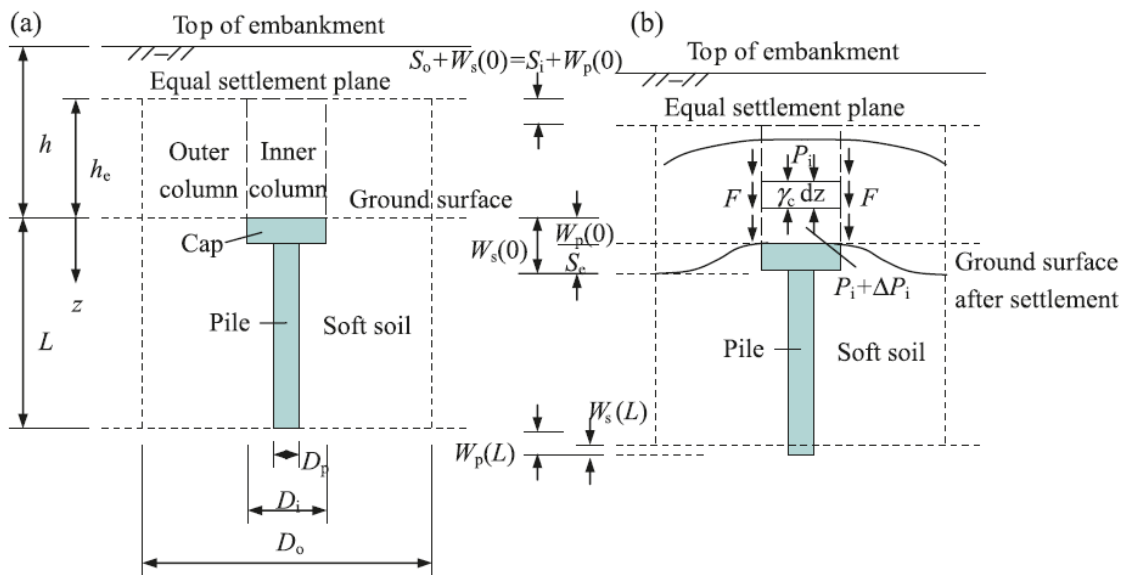 (a)
Top of embankment
Equal settlement plane
Outer column
Inner column
h
h_e
Ground surface
Cap
z
L
Pile
Soft soil
D_p
D_i
D_o
S_o+W_s(0)=S_i+W_p(0)
W_s(0)
W_p(0)
S_e
W_s(L)
W_p(L)
(b)
Top of embankment
Equal settlement plane
P_i
F
γ_c dz
F
P_i+ΔP_i
Ground surface
after settlement
Pile
Soft soil